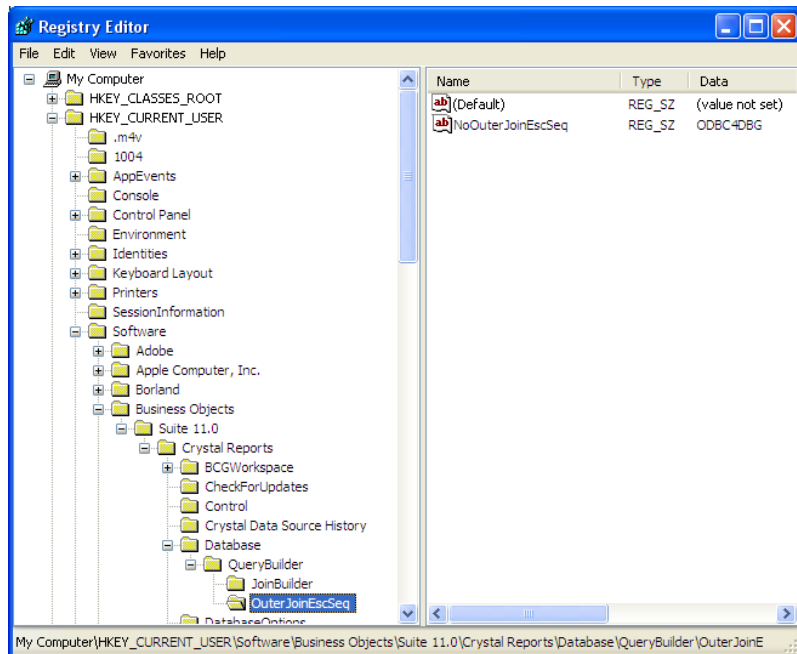 Registry Editor
File Edit View Favorites Help
My Computer
HKEY_CLASSES_ROOT
HKEY_CURRENT_USER
.m4v
1004
AppEvents
Console
Control Panel
Environment
Identities
Keyboard Layout
Printers
SessionInformation
Software
Adobe
Apple Computer, Inc.
Borland
Business Objects
Suite 11.0
Crystal Reports
BCGWorkspace
CheckForUpdates
Control
Crystal Data Source History
Database
QueryBuilder
JoinBuilder
OuterJoinEscSeq
DatabaseOptions
Name Type Data
ab (Default) REG_SZ (value not set)
ab NoOuterJoinEscSeq REG_SZ ODBC4DBG
My Computer\HKEY_CURRENT_USER\Software\Business Objects\Suite 11.0\Crystal Reports\Database\QueryBuilder\OuterJoinE